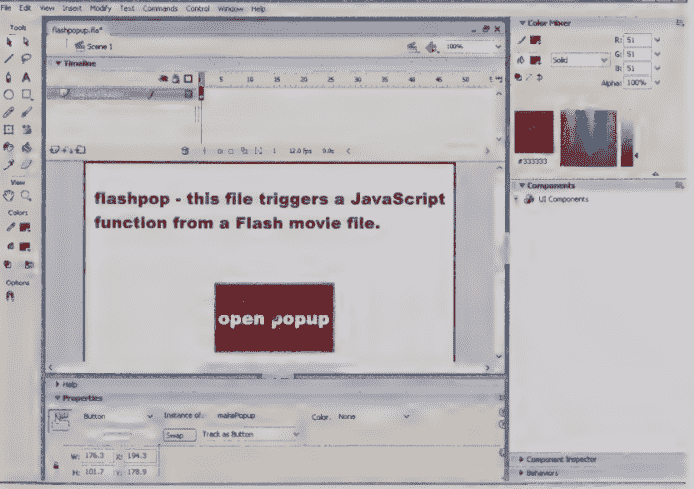 File Edit View Insert Modify Text Commands Control Window Help
Tools
View
Colors
Options
flashpopup.fla*
Scene 1
100%
Timeline
1 5 10 15 20 25 30 35 40 45 50
1 12.0 fps 0.0s
flashpop - this file triggers a JavaScript
function from a Flash movie file.
open popup
Help
Properties
Button
Instance of: makePopup
Color: None
Swap
Track as Button
W: 176.3 X: 194.3
H: 101.7 Y: 178.9
Color Mixer
R: 51
Solid
G: 51
B: 51
Alpha: 100%
#333333
Components
UI Components
Component Inspector
Behaviors